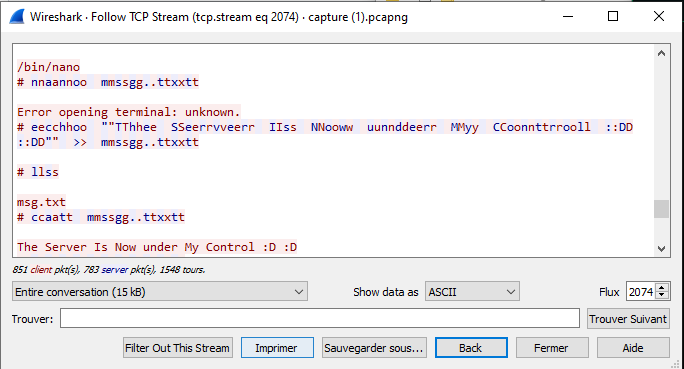 Wireshark · Follow TCP Stream (tcp.stream eq 2074) · capture (1).pcapng
/bin/nano
# nnaannoo  mmssgg..ttxxtt
Error opening terminal: unknown.
# eecchhoo  ""TThhee  SSeerrvveerr  IIss  NNooww  uunnddeerr  MMyy  CCoonnttrrooll  ::DD
::DD""  >>  mmssgg..ttxxtt
# llss
msg.txt
# ccaatt  mmssgg..ttxxtt
The Server Is Now under My Control :D :D
851 client pkt(s), 783 server pkt(s), 1548 tours.
Entire conversation (15 kB) Show data as ASCII Flux 2074
Trouver: Trouver Suivant
Filter Out This Stream Imprimer Sauvegarder sous... Back Fermer Aide